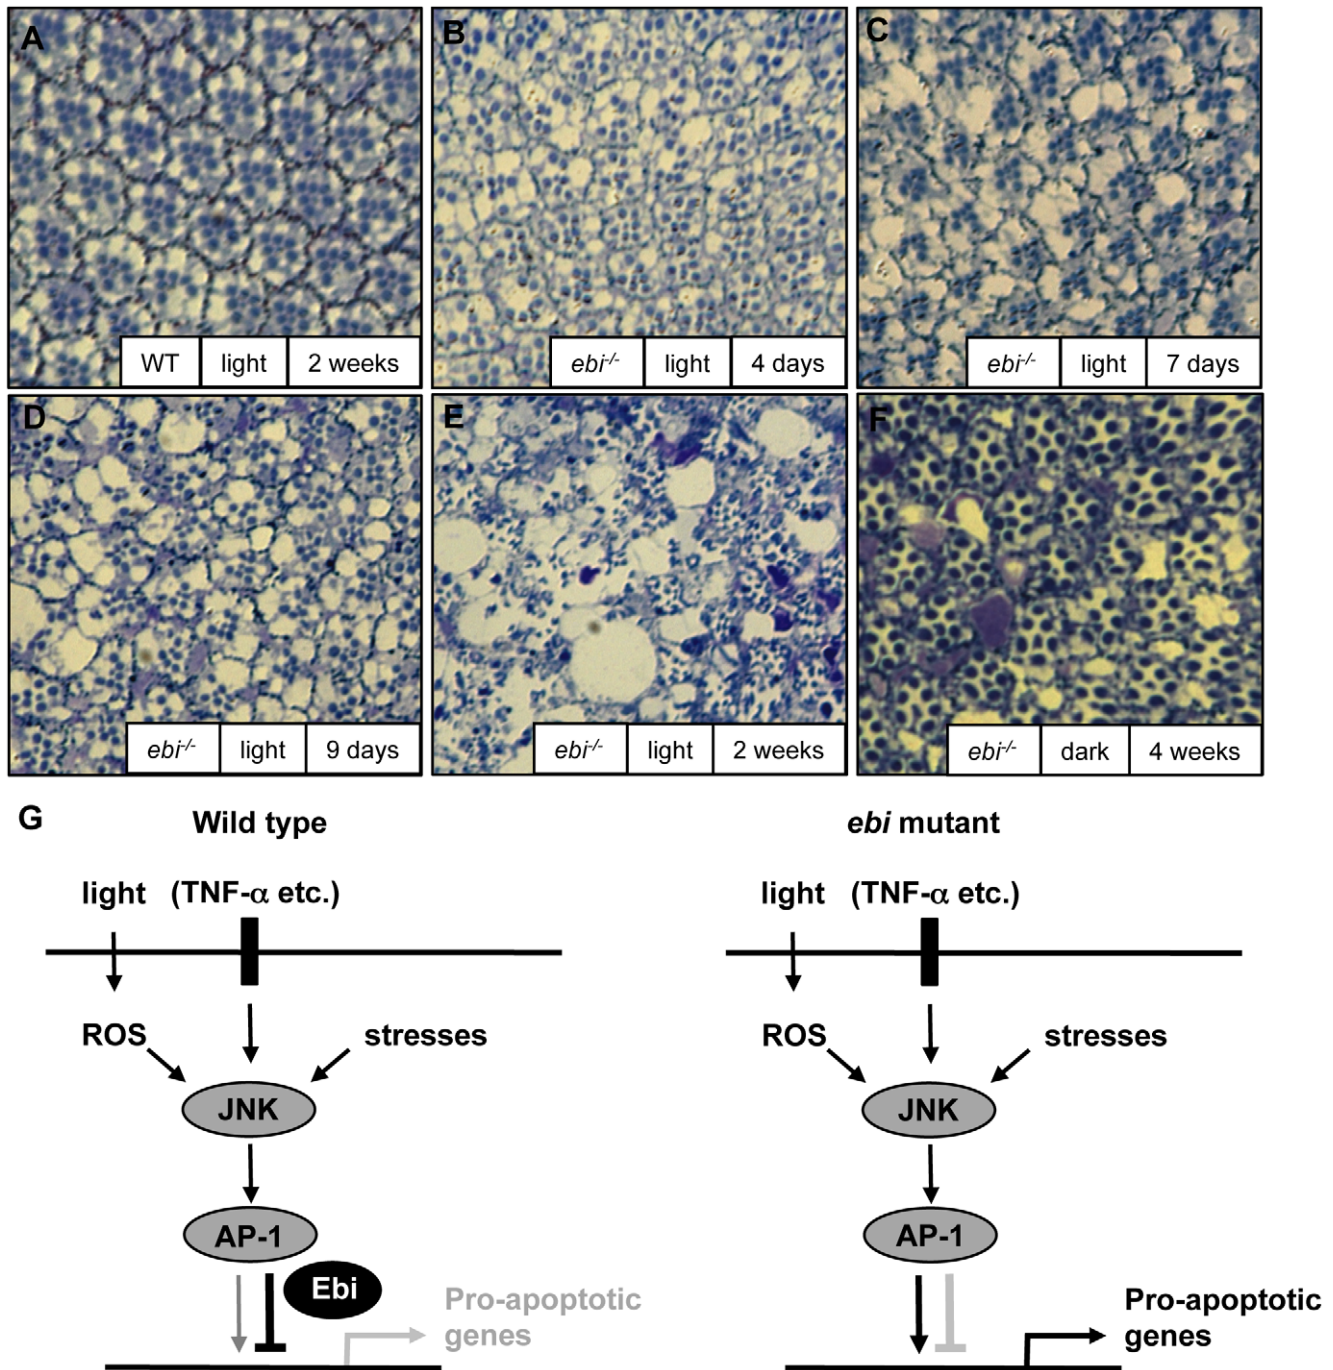 A
B
C
WT light 2 weeks
ebi-/- light 4 days
ebi-/- light 7 days
D
E
F
ebi-/- light 9 days
ebi-/- light 2 weeks
ebi-/- dark 4 weeks
G
Wild type
light (TNF-α etc.)
ROS
stresses
JNK
AP-1
Ebi
Pro-apoptotic
genes
ebi mutant
light (TNF-α etc.)
ROS
stresses
JNK
AP-1
Pro-apoptotic
genes